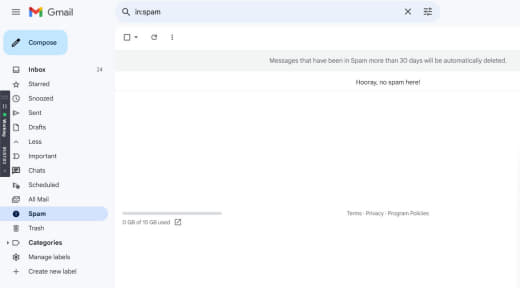 Gmail
in:spam
Compose
Messages that have been in Spam more than 30 days will be automatically deleted.
Inbox 24
Hooray, no spam here!
Starred
Snoozed
Sent
Drafts
Less
Important
Chats
Scheduled
All Mail
Spam
0 GB of 15 GB used
Terms · Privacy · Program Policies
Trash
Categories
Manage labels
Create new label